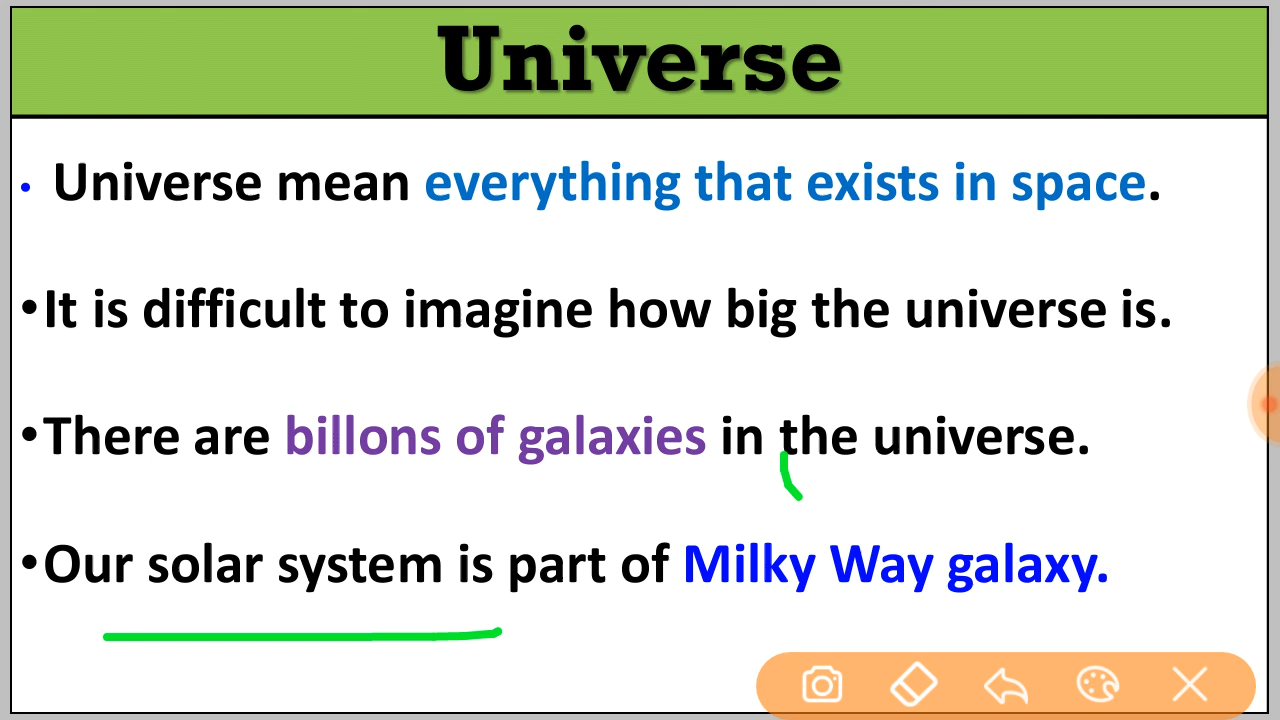 Universe
• Universe mean everything that exists in space.
•It is difficult to imagine how big the universe is.
•There are billons of galaxies in the universe.
•Our solar system is part of Milky Way galaxy.